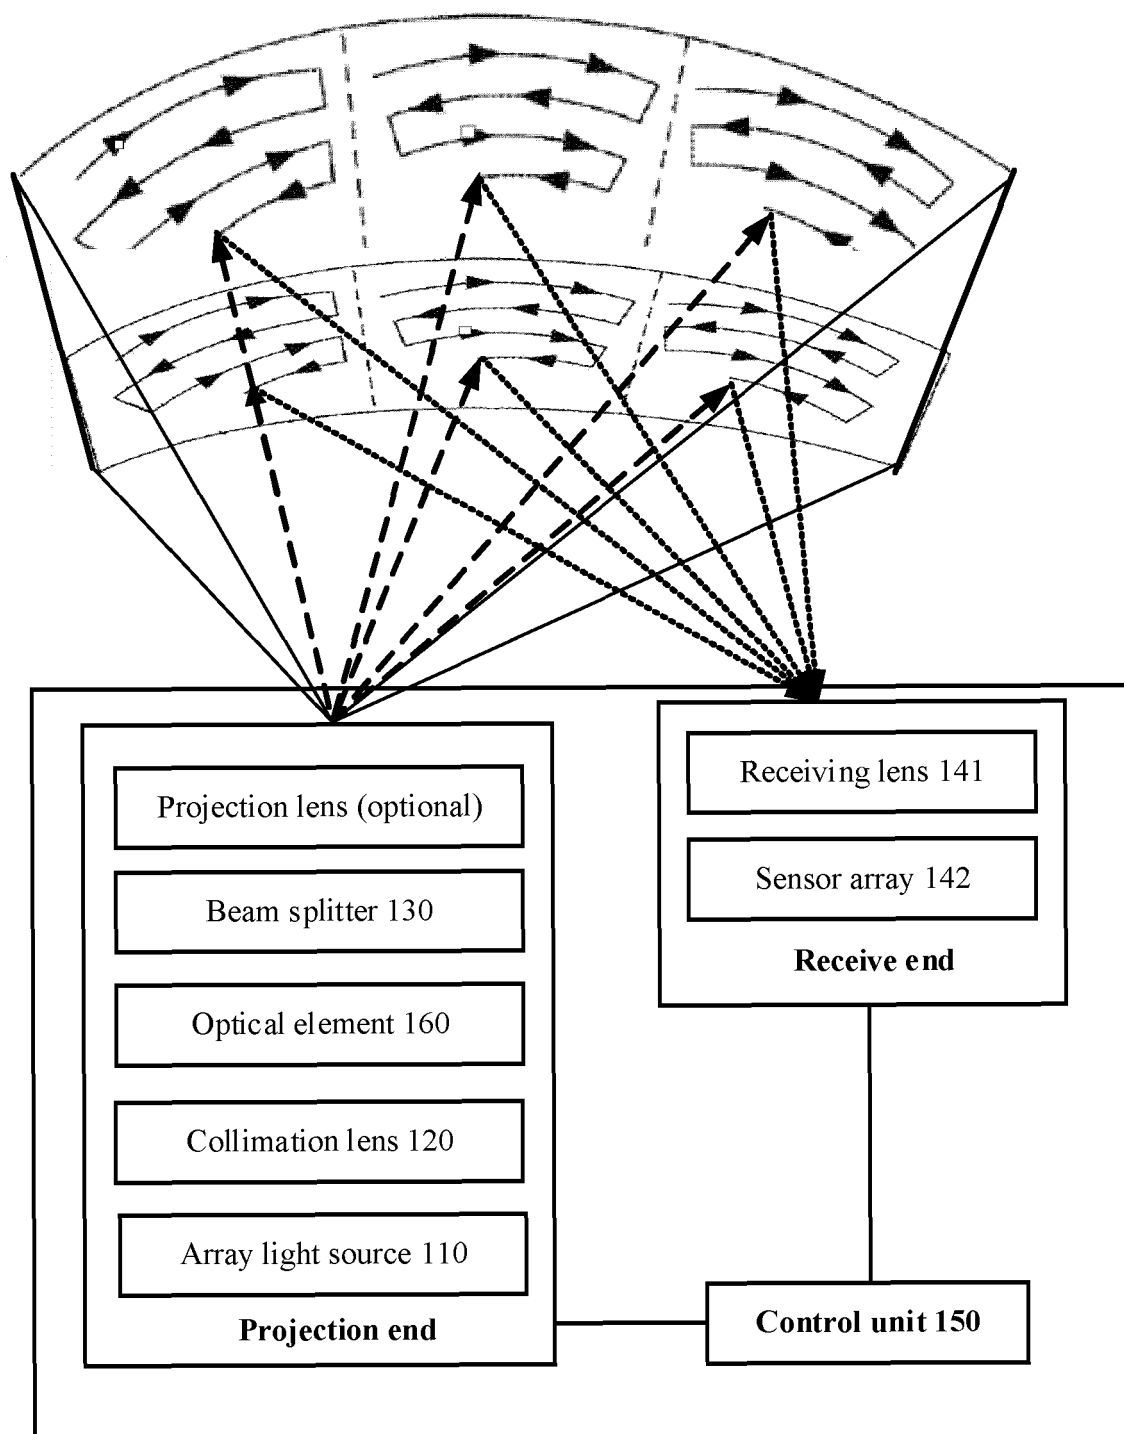 Projection lens (optional)
Beam splitter 130
Optical element 160
Collimation lens 120
Array light source 110
Projection end
Receiving lens 141
Sensor array 142
Receive end
Control unit 150